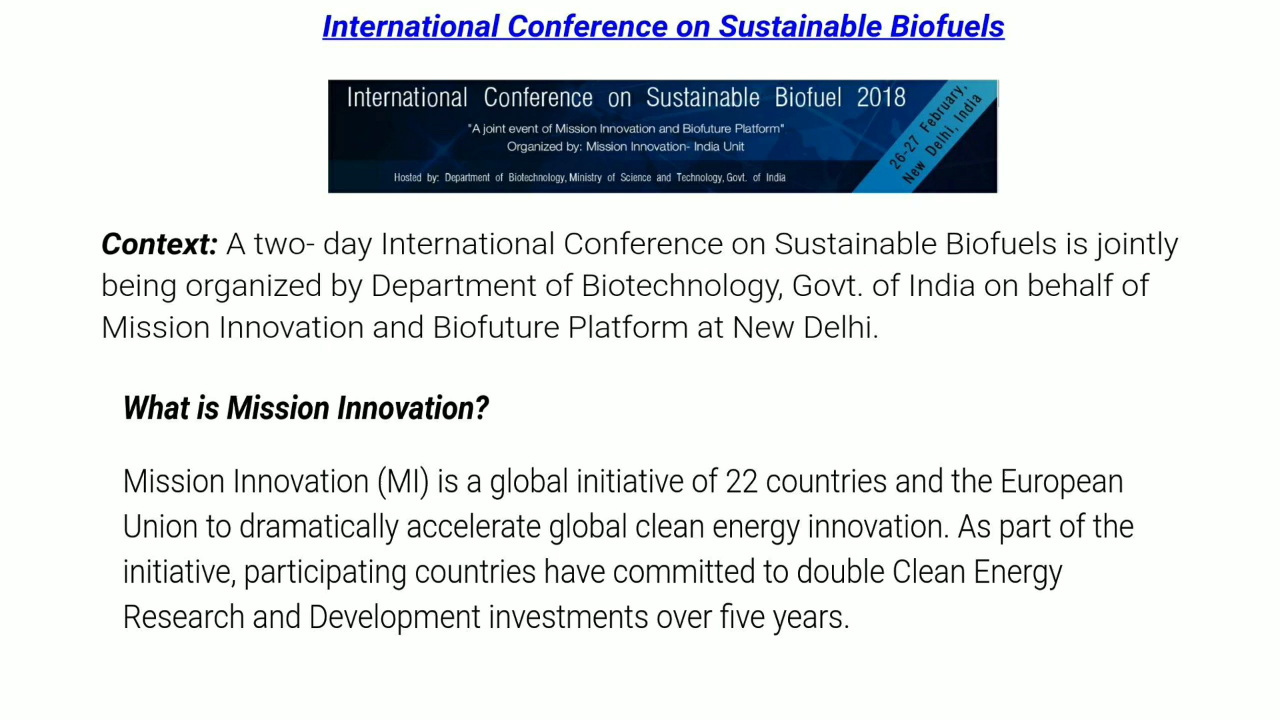 International Conference on Sustainable Biofuels
International Conference on Sustainable Biofuel 2018
"A joint event of Mission Innovation and Biofuture Platform"
Organized by: Mission Innovation- India Unit
Hosted by: Department of Biotechnology, Ministry of Science and Technology, Govt. of India
26-27 February,
New Delhi, India
Context: A two- day International Conference on Sustainable Biofuels is jointly
being organized by Department of Biotechnology, Govt. of India on behalf of
Mission Innovation and Biofuture Platform at New Delhi.
What is Mission Innovation?
Mission Innovation (MI) is a global initiative of 22 countries and the European
Union to dramatically accelerate global clean energy innovation. As part of the
initiative, participating countries have committed to double Clean Energy
Research and Development investments over five years.